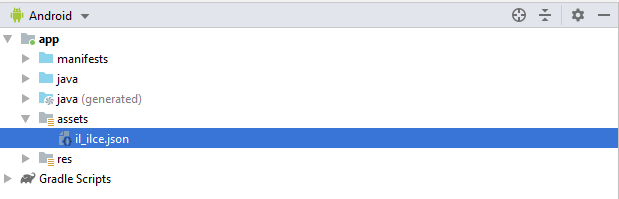 Android
app
manifests
java
java (generated)
assets
il_ilce.json
res
Gradle Scripts